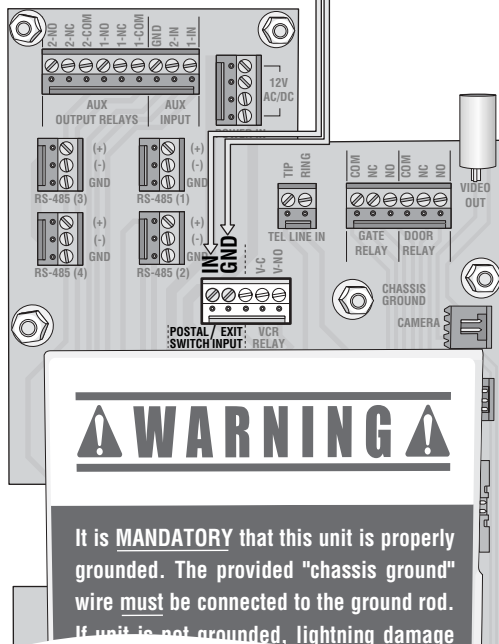 2-NO
2-NC
2-COM
1-NO
1-NC
1-COM
GND
2-IN
1-IN
AUX
OUTPUT RELAYS
AUX
INPUT
12V
AC/DC
(+)
(-)
GND
RS-485 (3)
(+)
(-)
GND
RS-485 (1)
(+)
(-)
GND
RS-485 (4)
(+)
(-)
GND
RS-485 (2)
TIP
RING
TEL LINE IN
COM
NC
NO
COM
NC
NO
GATE
RELAY
DOOR
RELAY
VIDEO
OUT
IN
GND
V-C
V-NO
POSTAL / EXIT
SWITCH INPUT
VCR
RELAY
CHASSIS
GROUND
CAMERA
WARNING
It is MANDATORY that this unit is properly
grounded. The provided "chassis ground"
wire must be connected to the ground rod.
If unit is not grounded, lightning damage